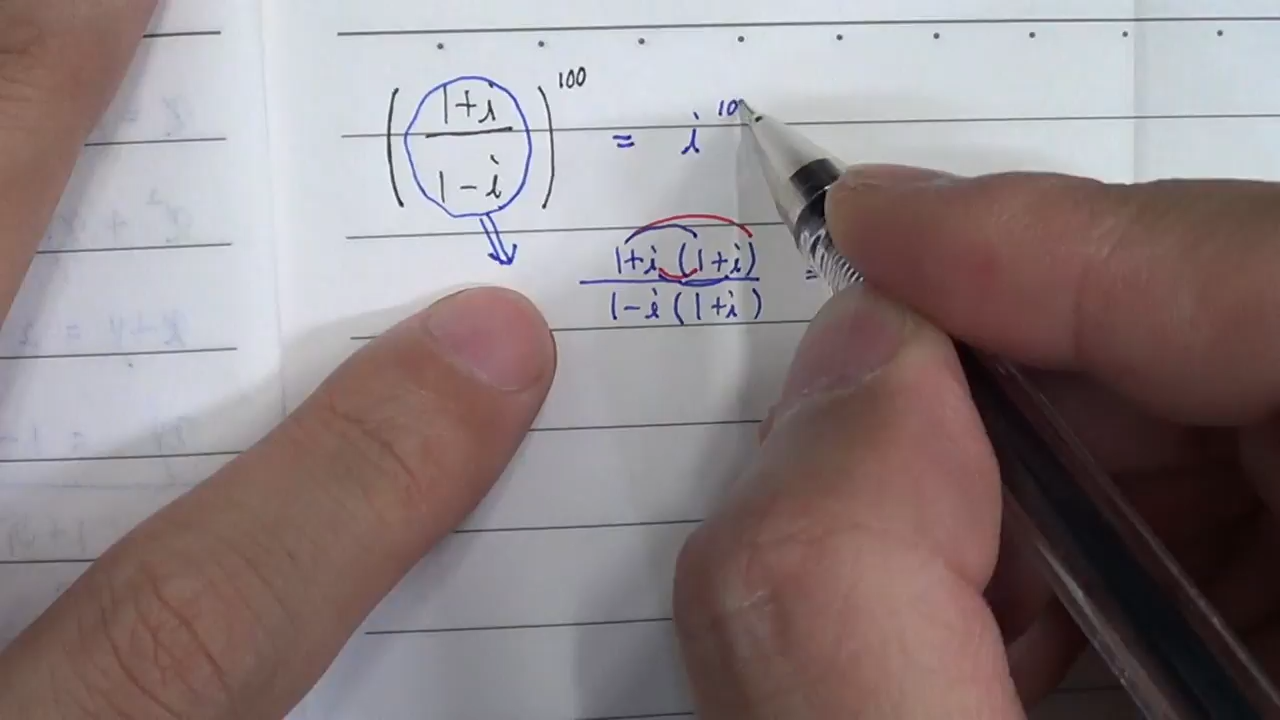 (1+i / 1-i)^100 = i^10
1+i (1+i) / 1-i (1+i) =